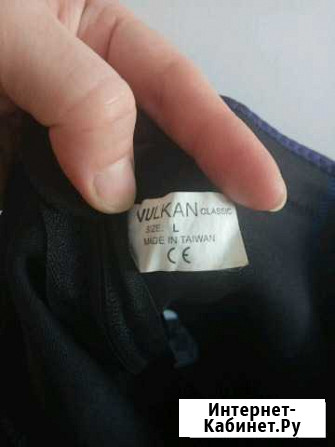 VULKAN CLASSIC
SIZE: L
MADE IN TAIWAN
CE
Интернет-
Кабинет.Ру